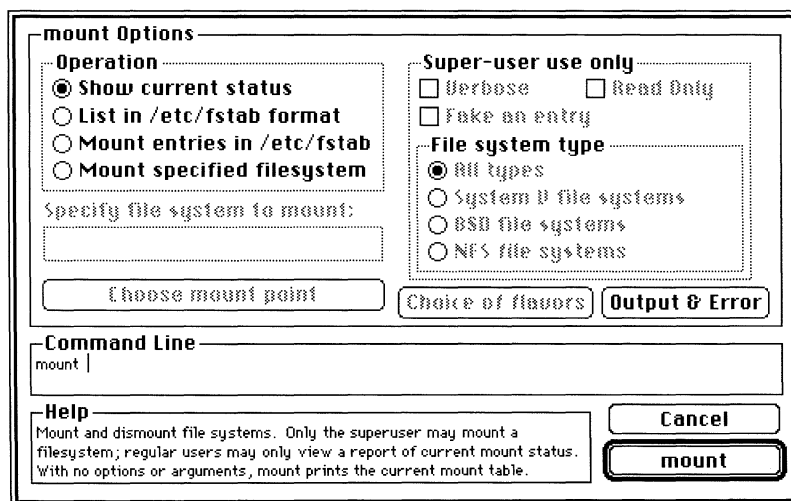 mount Options
Operation
Show current status
List in /etc/fstab format
Mount entries in /etc/fstab
Mount specified filesystem
Specify file system to mount:
Choose mount point
Super-user use only
Verbose
Read Only
Fake an entry
File system type
All types
System V file systems
BSD file systems
NFS file systems
Choice of flavors
Output & Error
Command Line
mount
Help
Mount and dismount file systems. Only the superuser may mount a
filesystem; regular users may only view a report of current mount status.
With no options or arguments, mount prints the current mount table.
Cancel
mount